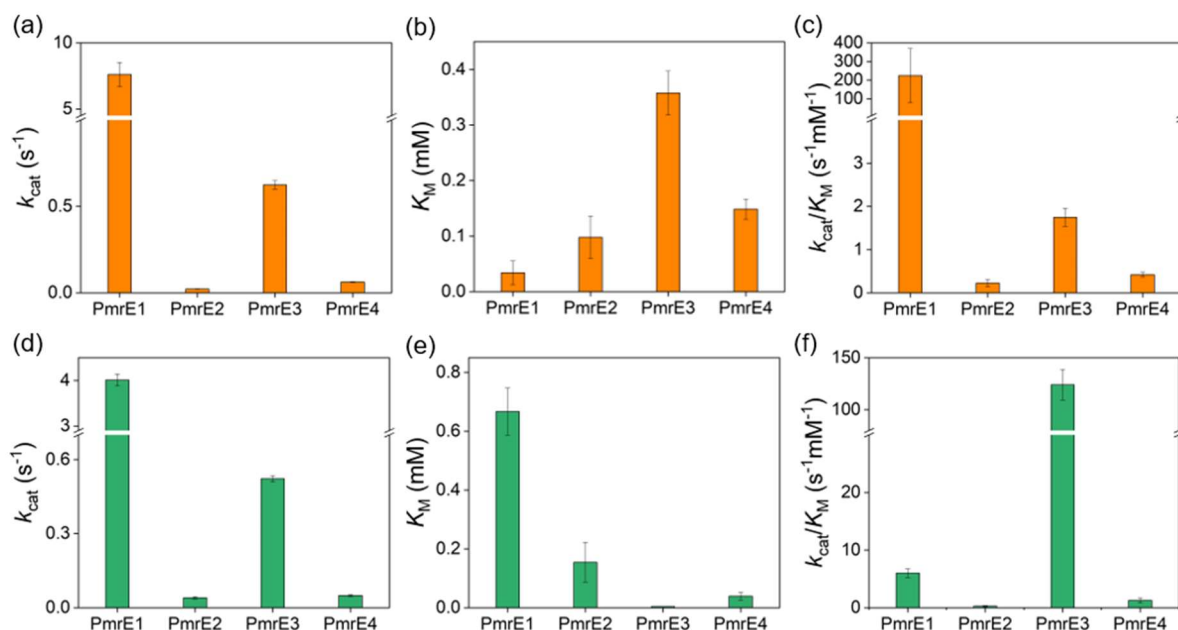 (a)
10
5
0.5
0.0
kcat (s-1)
PmrE1 PmrE2 PmrE3 PmrE4
(b)
0.4
0.3
0.2
0.1
0.0
KM (mM)
PmrE1 PmrE2 PmrE3 PmrE4
(c)
400
300
200
100
3
2
1
0
kcat/KM (s-1mM-1)
PmrE1 PmrE2 PmrE3 PmrE4
(d)
4
3
0.6
0.3
0.0
kcat (s-1)
PmrE1 PmrE2 PmrE3 PmrE4
(e)
0.8
0.6
0.4
0.2
0.0
KM (mM)
PmrE1 PmrE2 PmrE3 PmrE4
(f)
150
100
20
10
0
kcat/KM (s-1mM-1)
PmrE1 PmrE2 PmrE3 PmrE4